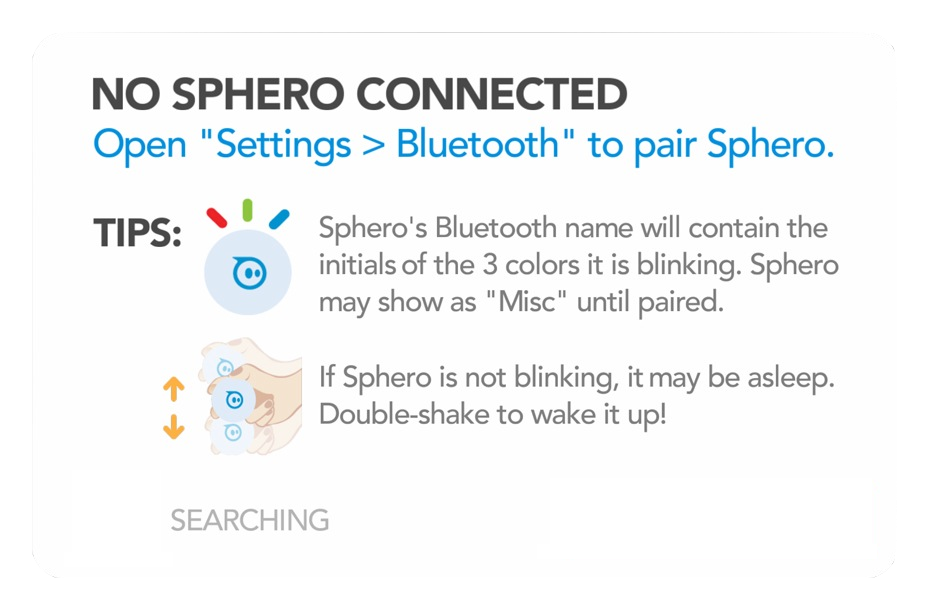 NO SPHERO CONNECTED
Open "Settings > Bluetooth" to pair Sphero.
TIPS:
Sphero's Bluetooth name will contain the
initials of the 3 colors it is blinking. Sphero
may show as "Misc" until paired.
If Sphero is not blinking, it may be asleep.
Double-shake to wake it up!
SEARCHING